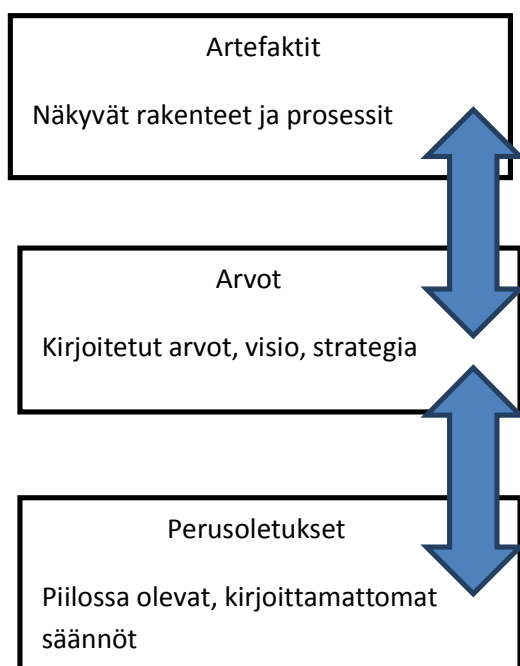 Artefaktit
Näkyvät rakenteet ja prosessit
Arvot
Kirjoitetut arvot, visio, strategia
Perusoletukset
Piilossa olevat, kirjoittamattomat
säännöt